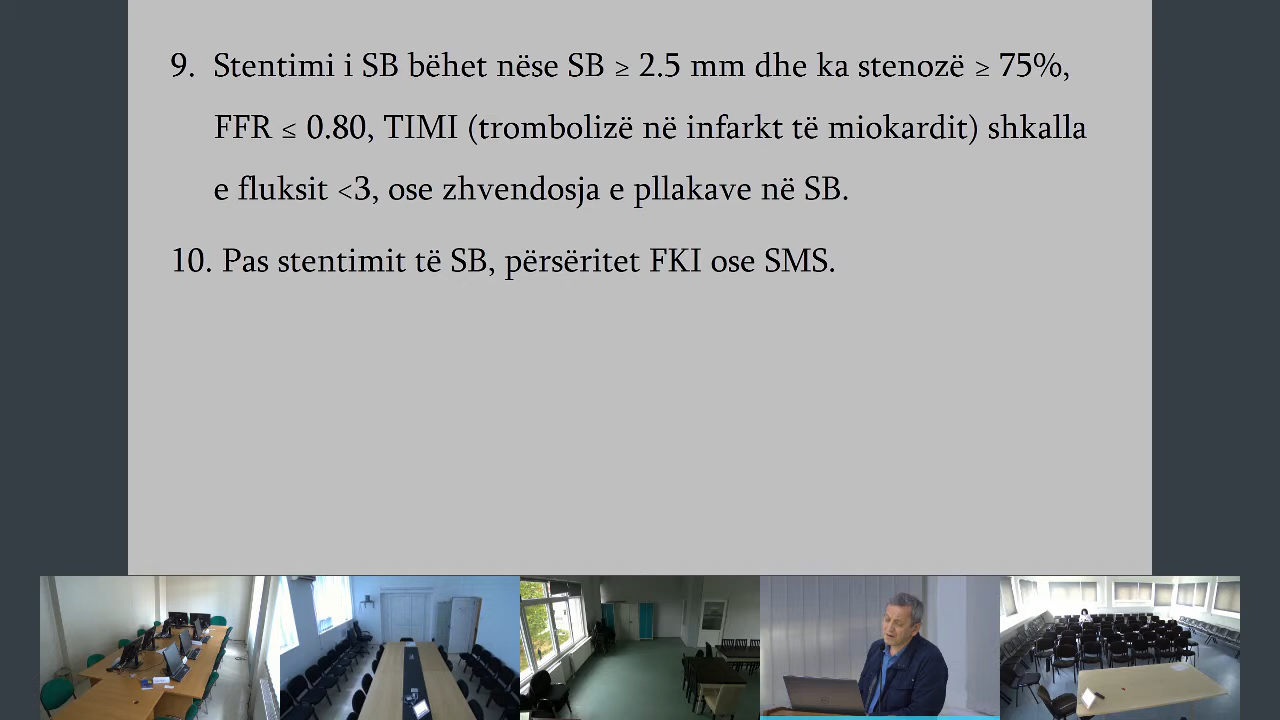 9. Stentimi i SB bëhet nëse SB ≥ 2.5 mm dhe ka stenozë ≥ 75%,
FFR ≤ 0.80, TIMI (trombolizë në infarkt të miokardit) shkalla
e fluksit <3, ose zhvendosja e pllakave në SB.
10. Pas stentimit të SB, përsëritet FKI ose SMS.